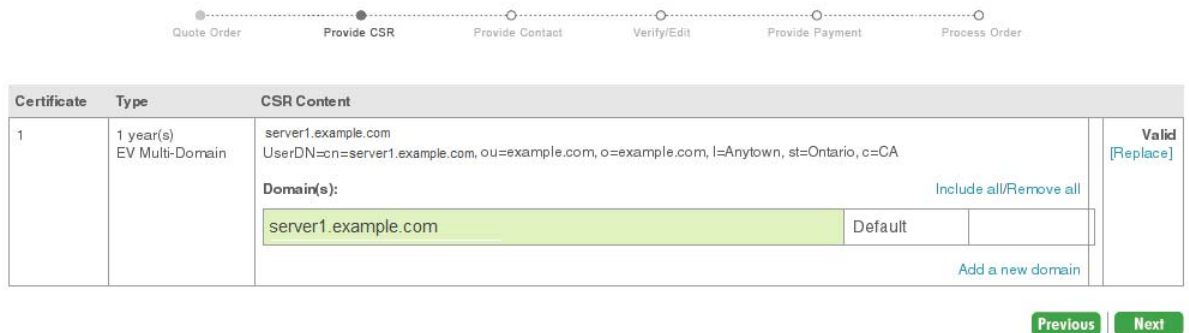 Quote Order Provide CSR Provide Contact Verify/Edit Provide Payment Process Order
Certificate Type CSR Content
1 1 year(s) server1.example.com Valid
EV Multi-Domain UserDN=cn=server1.example.com, ou=example.com, o=example.com, l=Anytown, st=Ontario, c=CA [Replace]
Domain(s): Include all/Remove all
server1.example.com Default
Add a new domain
Previous Next